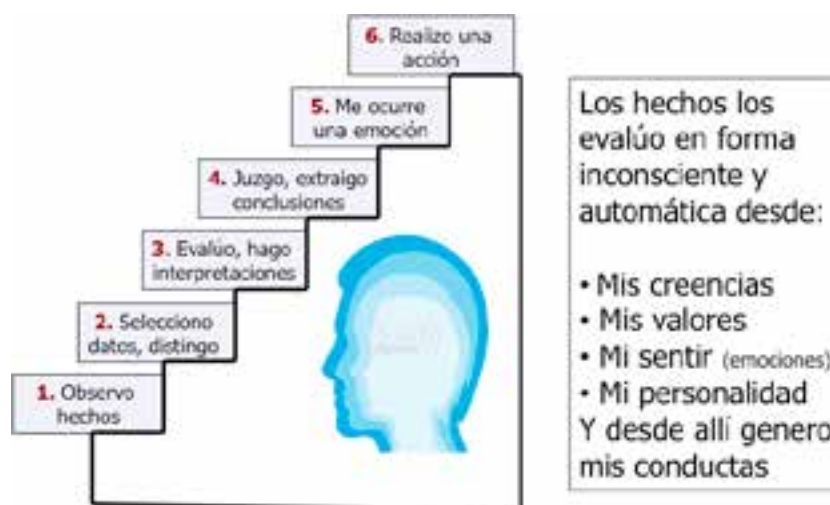 6. Realizo una
acción
5. Me ocurre
una emoción
4. Juzgo, extraigo
conclusiones
3. Evalúo, hago
interpretaciones
2. Selecciono
datos, distingo
1. Observo
hechos
Los hechos los
evalúo en forma
inconsciente y
automática desde:
• Mis creencias
• Mis valores
• Mi sentir (emociones)
• Mi personalidad
Y desde allí genero
mis conductas